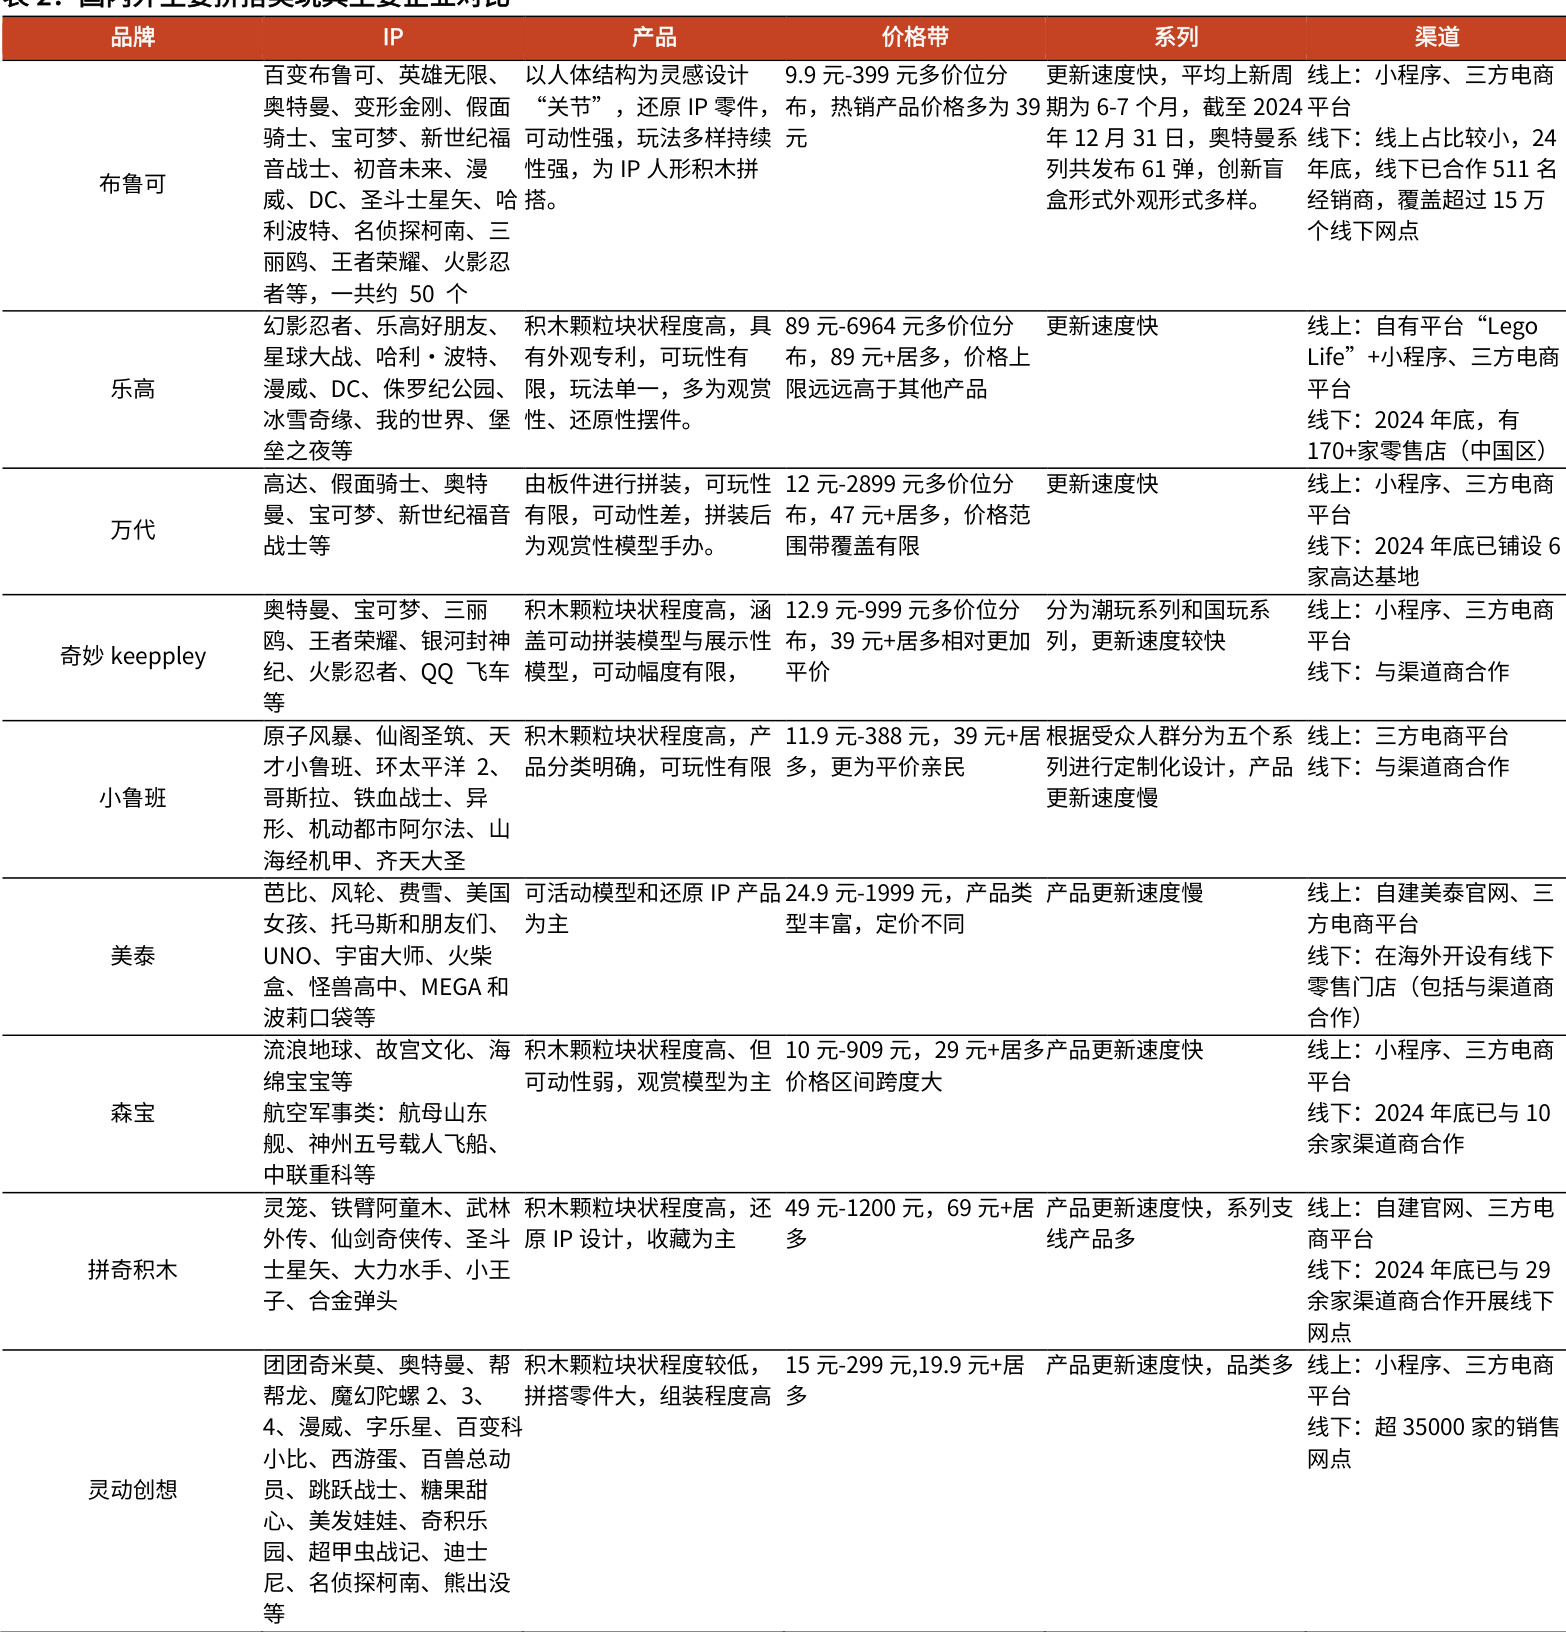 表 2：国内外主要拼搭类玩具主要企业对比
品牌 IP 产品 价格带 系列 渠道
布鲁可
百变布鲁可、英雄无限、
奥特曼、变形金刚、假面
骑士、宝可梦、新世纪福
音战士、初音未来、漫
威、DC、圣斗士星矢、哈
利波特、名侦探柯南、三
丽鸥、王者荣耀、火影忍
者等，一共约 50 个
以人体结构为灵感设计
“关节”，还原 IP 零件，
可动性强，玩法多样持续
性强，为 IP 人形积木拼
搭。
9.9 元-399 元多价位分
布，热销产品价格多为 39
元
更新速度快，平均上新周
期为 6-7 个月，截至 2024
年 12 月 31 日，奥特曼系
列共发布 61 弹，创新盲
盒形式外观形式多样。
线上：小程序、三方电商
平台
线下：线上占比较小，24
年底，线下已合作 511 名
经销商，覆盖超过 15 万
个线下网点
乐高
幻影忍者、乐高好朋友、
星球大战、哈利·波特、
漫威、DC、侏罗纪公园、
冰雪奇缘、我的世界、堡
垒之夜等
积木颗粒块状程度高，具
有外观专利，可玩性有
限，玩法单一，多为观赏
性、还原性摆件。
89 元-6964 元多价位分
布，89 元+居多，价格上
限远远高于其他产品
更新速度快
线上：自有平台“Lego
Life”+小程序、三方电商
平台
线下：2024 年底，有
170+家零售店（中国区）
万代
高达、假面骑士、奥特
曼、宝可梦、新世纪福音
战士等
由板件进行拼装，可玩性
有限，可动性差，拼装后
为观赏性模型手办。
12 元-2899 元多价位分
布，47 元+居多，价格范
围带覆盖有限
更新速度快
线上：小程序、三方电商
平台
线下：2024 年底已铺设 6
家高达基地
奇妙 keeppley
奥特曼、宝可梦、三丽
鸥、王者荣耀、银河封神
纪、火影忍者、QQ 飞车
等
积木颗粒块状程度高，涵
盖可动拼装模型与展示性
模型，可动幅度有限，
12.9 元-999 元多价位分
布，39 元+居多相对更加
平价
分为潮玩系列和国玩系
列，更新速度较快
线上：小程序、三方电商
平台
线下：与渠道商合作
小鲁班
原子风暴、仙阁圣筑、天
才小鲁班、环太平洋 2、
哥斯拉、铁血战士、异
形、机动都市阿尔法、山
海经机甲、齐天大圣
积木颗粒块状程度高，产
品分类明确，可玩性有限
11.9 元-388 元，39 元+居
多，更为平价亲民
根据受众人群分为五个系
列进行定制化设计，产品
更新速度慢
线上：三方电商平台
线下：与渠道商合作
美泰
芭比、风轮、费雪、美国
女孩、托马斯和朋友们、
UNO、宇宙大师、火柴
盒、怪兽高中、MEGA 和
波莉口袋等
可活动模型和还原 IP 产品
为主
24.9 元-1999 元，产品类
型丰富，定价不同
产品更新速度慢
线上：自建美泰官网、三
方电商平台
线下：在海外开设有线下
零售门店（包括与渠道商
合作）
森宝
流浪地球、故宫文化、海
绵宝宝等
航空军事类：航母山东
舰、神州五号载人飞船、
中联重科等
积木颗粒块状程度高、但
可动性弱，观赏模型为主
10 元-909 元，29 元+居多
价格区间跨度大
产品更新速度快
线上：小程序、三方电商
平台
线下：2024 年底已与 10
余家渠道商合作
拼奇积木
灵笼、铁臂阿童木、武林
外传、仙剑奇侠传、圣斗
士星矢、大力水手、小王
子、合金弹头
积木颗粒块状程度高，还
原 IP 设计，收藏为主
49 元-1200 元，69 元+居
多
产品更新速度快，系列支
线产品多
线上：自建官网、三方电
商平台
线下：2024 年底已与 29
余家渠道商合作开展线下
网点
灵动创想
团团奇米莫、奥特曼、帮
帮龙、魔幻陀螺 2、3、
4、漫威、字乐星、百变科
小比、西游蛋、百兽总动
员、跳跃战士、糖果甜
心、美发娃娃、奇积乐
园、超甲虫战记、迪士
尼、名侦探柯南、熊出没
等
积木颗粒块状程度较低，
拼搭零件大，组装程度高
15 元-299 元,19.9 元+居
多
产品更新速度快，品类多
线上：小程序、三方电商
平台
线下：超 35000 家的销售
网点